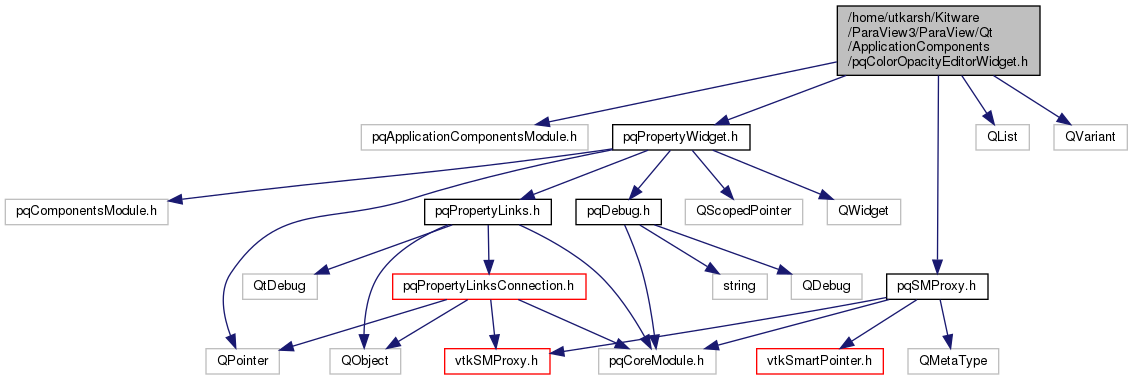 /home/utkarsh/Kitware
/ParaView3/ParaView/Qt
/ApplicationComponents
/pqColorOpacityEditorWidget.h
pqApplicationComponentsModule.h
pqPropertyWidget.h
QList
QVariant
pqComponentsModule.h
pqPropertyLinks.h
pqDebug.h
QScopedPointer
QWidget
QtDebug
pqPropertyLinksConnection.h
string
QDebug
pqSMProxy.h
QPointer
QObject
vtkSMProxy.h
pqCoreModule.h
vtkSmartPointer.h
QMetaType